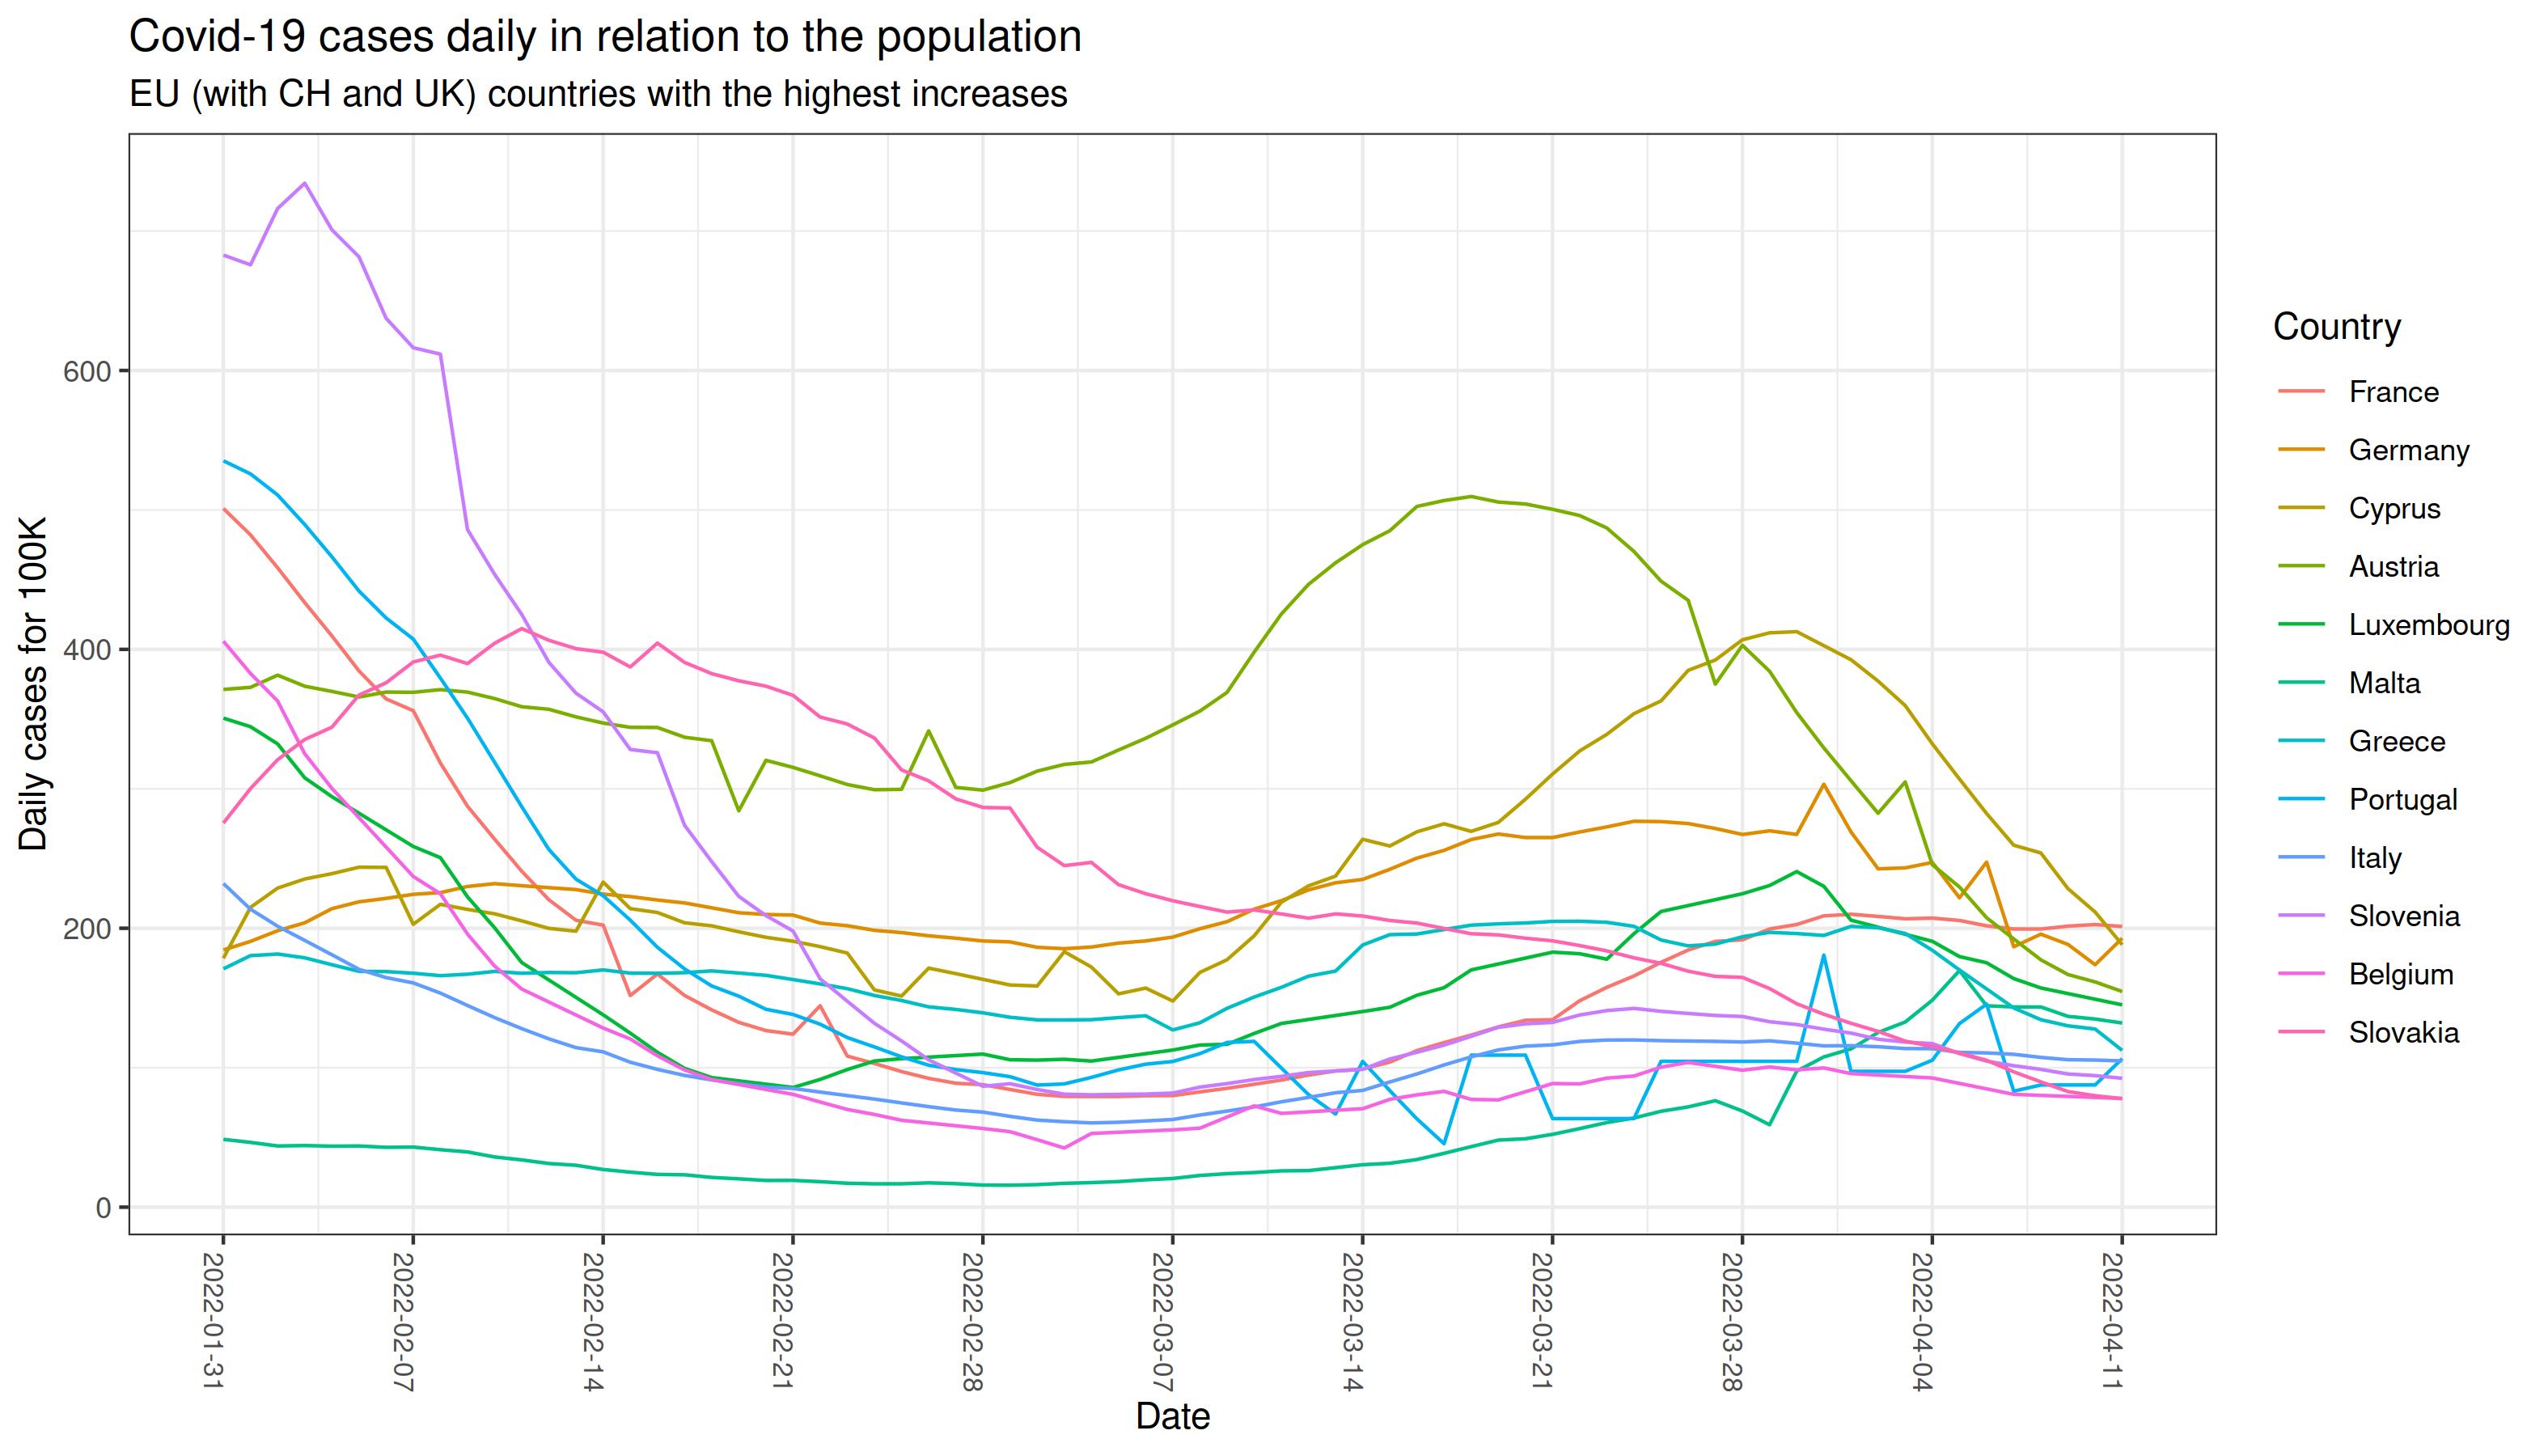 Covid-19 cases daily in relation to the population
EU (with CH and UK) countries with the highest increases
Daily cases for 100K
600
400
200
0
2022-01-31
2022-02-07
2022-02-14
2022-02-21
2022-02-28
2022-03-07
2022-03-14
2022-03-21
2022-03-28
2022-04-04
2022-04-11
Date
Country
France
Germany
Cyprus
Austria
Luxembourg
Malta
Greece
Portugal
Italy
Slovenia
Belgium
Slovakia